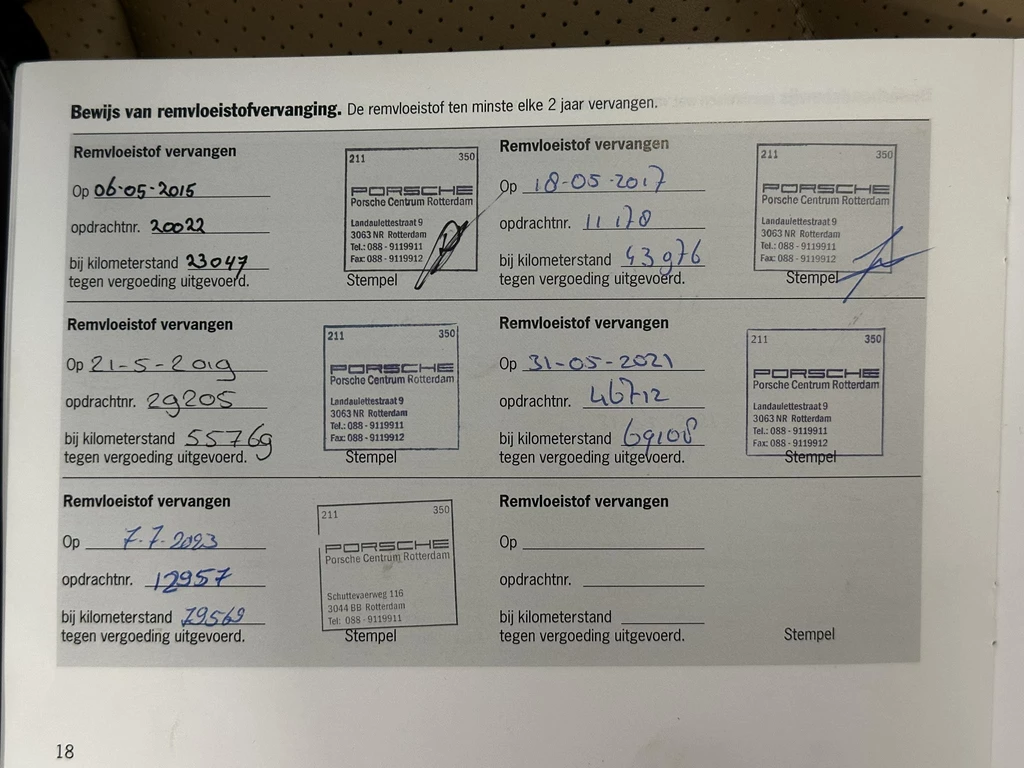 Bewijs van remvloeistofvervanging. De remvloeistof ten minste elke 2 jaar vervangen.
Remvloeistof vervangen
Op 06-05-2015
opdrachtnr. 20022
bij kilometerstand 23047
tegen vergoeding uitgevoerd.
211 350
PORSCHE
Porsche Centrum Rotterdam
Landaulettestraat 9
3063 NR Rotterdam
Tel.: 088 - 9119911
Fax: 088 - 9119912
Stempel
Remvloeistof vervangen
Op 18-05-2017
opdrachtnr. 11178
bij kilometerstand 43976
tegen vergoeding uitgevoerd.
211 350
PORSCHE
Porsche Centrum Rotterdam
Landaulettestraat 9
3063 NR Rotterdam
Tel.: 088 - 9119911
Fax: 088 - 9119912
Stempel
Remvloeistof vervangen
Op 21-5-2019
opdrachtnr. 29205
bij kilometerstand 55769
tegen vergoeding uitgevoerd.
211 350
PORSCHE
Porsche Centrum Rotterdam
Landaulettestraat 9
3063 NR Rotterdam
Tel.: 088 - 9119911
Fax: 088 - 9119912
Stempel
Remvloeistof vervangen
Op 31-05-2021
opdrachtnr. 46712
bij kilometerstand 69108
tegen vergoeding uitgevoerd.
211 350
PORSCHE
Porsche Centrum Rotterdam
Landaulettestraat 9
3063 NR Rotterdam
Tel.: 088 - 9119911
Fax: 088 - 9119912
Stempel
Remvloeistof vervangen
Op 7-7-2023
opdrachtnr. 12957
bij kilometerstand 79569
tegen vergoeding uitgevoerd.
211 350
PORSCHE
Porsche Centrum Rotterdam
Schuttevaerweg 116
3044 BB Rotterdam
Tel: 088 - 9119911
Stempel
Remvloeistof vervangen
Op
opdrachtnr.
bij kilometerstand
tegen vergoeding uitgevoerd.
Stempel
18